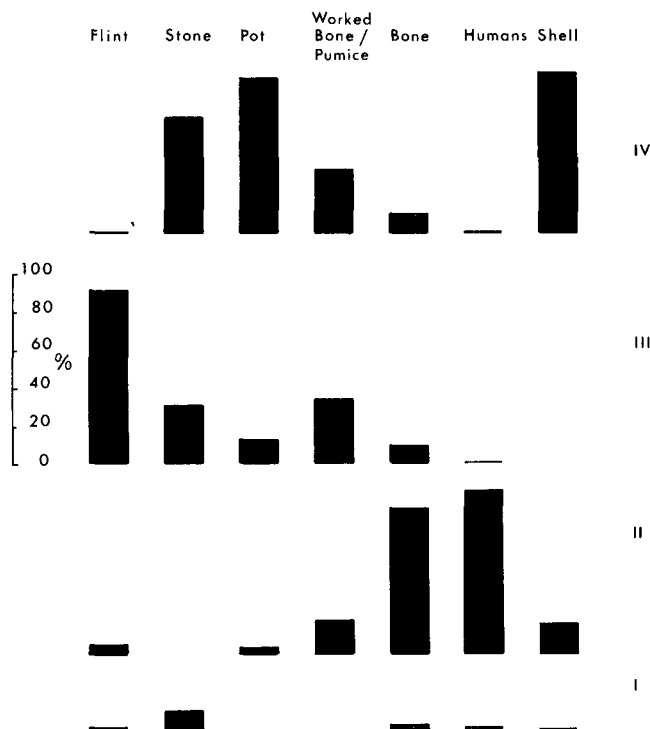 Flint Stone Pot Worked Bone / Pumice Bone Humans Shell
IV
100
80
60
%
40
20
0
III
II
I